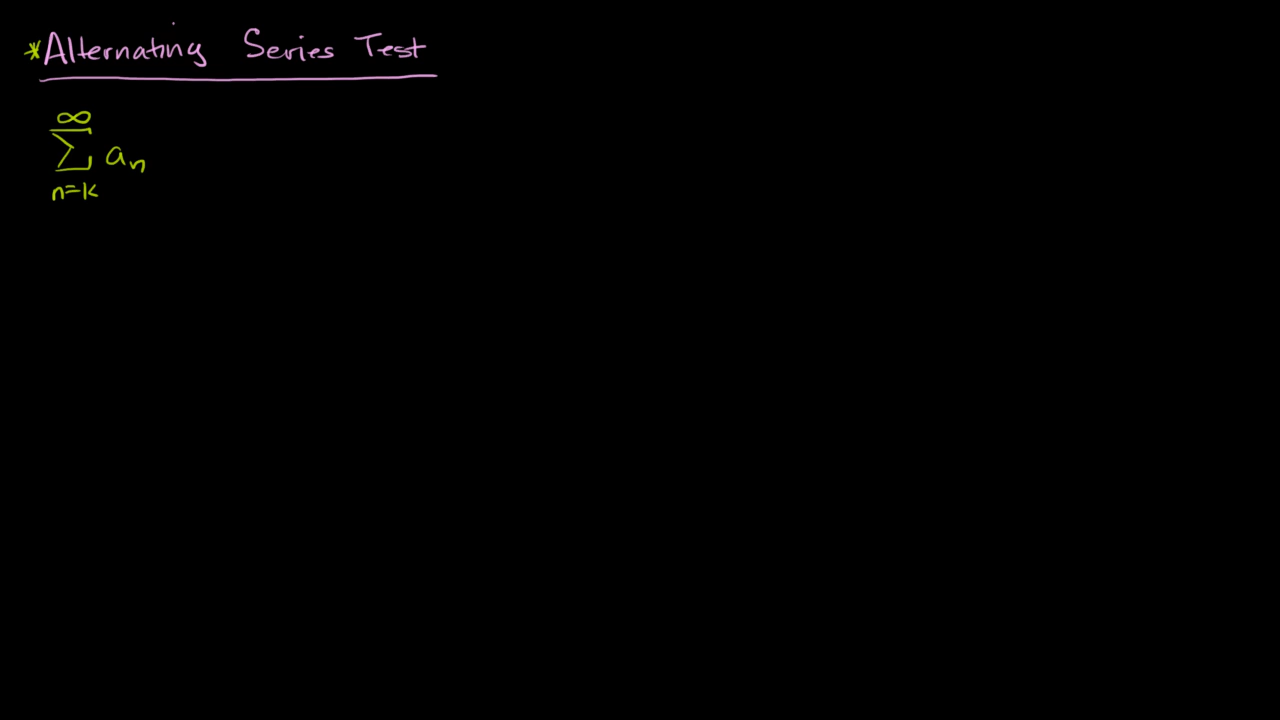 *Alternating Series Test
∞
∑ aₙ
n=k